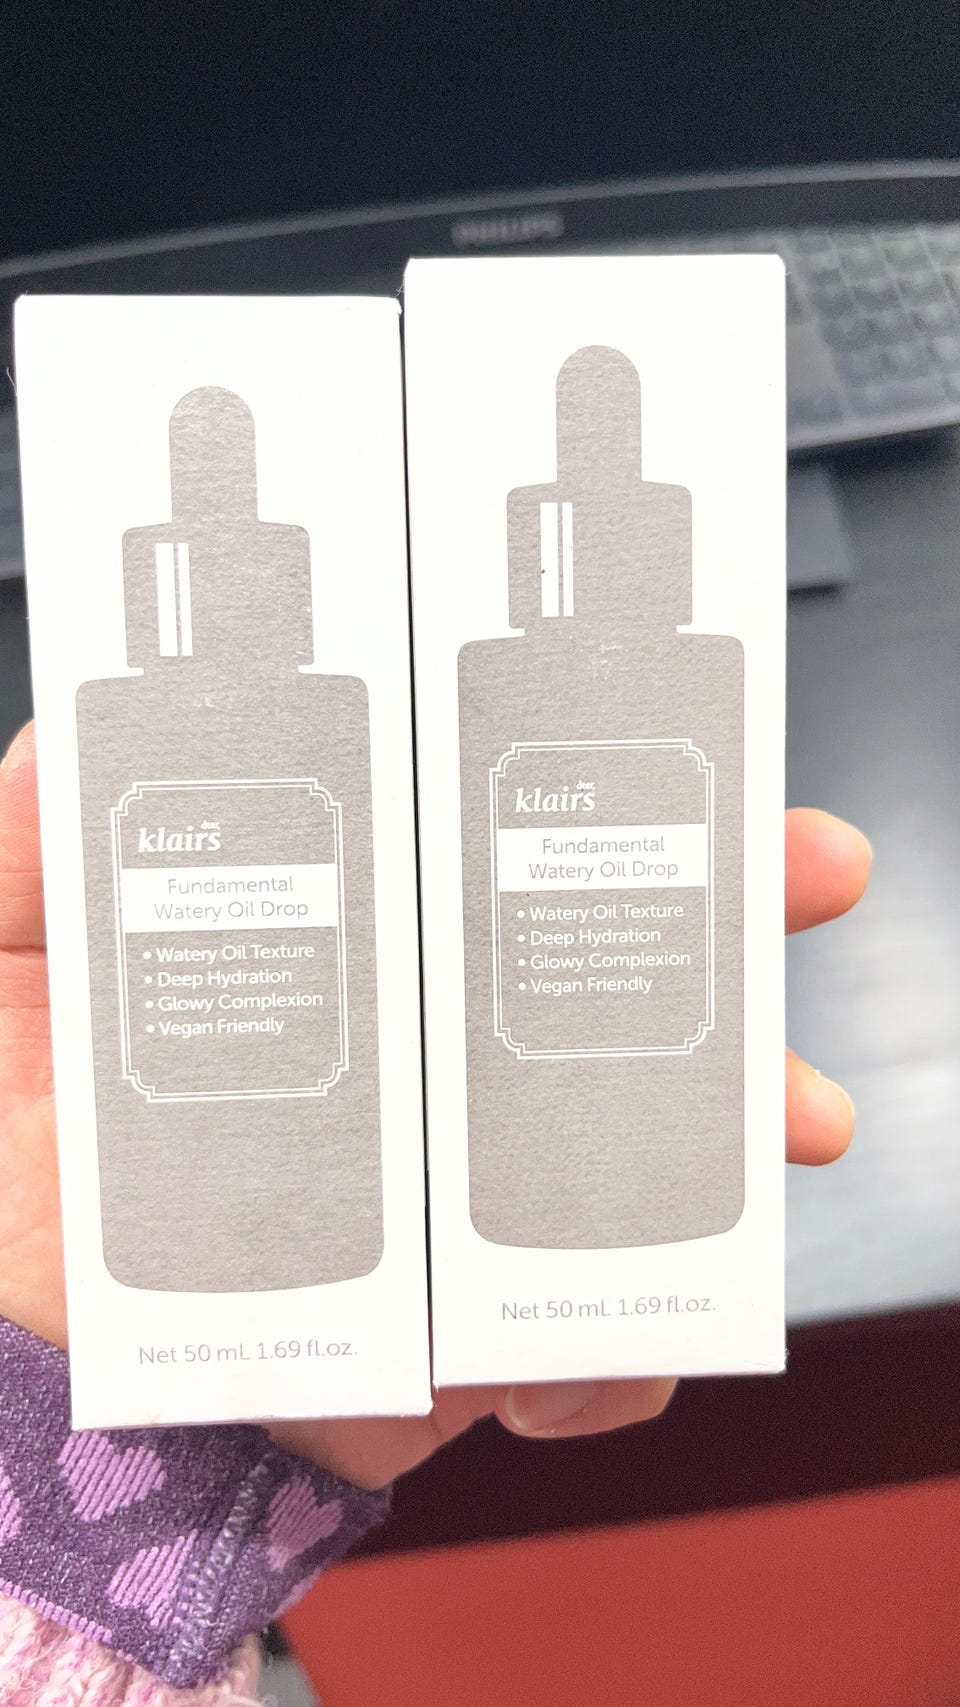 PHILIPS
dear,
klairs
Fundamental
Watery Oil Drop
• Watery Oil Texture
• Deep Hydration
• Glowy Complexion
• Vegan Friendly
Net 50 mL 1.69 fl.oz.
dear,
klairs
Fundamental
Watery Oil Drop
• Watery Oil Texture
• Deep Hydration
• Glowy Complexion
• Vegan Friendly
Net 50 mL 1.69 fl.oz.